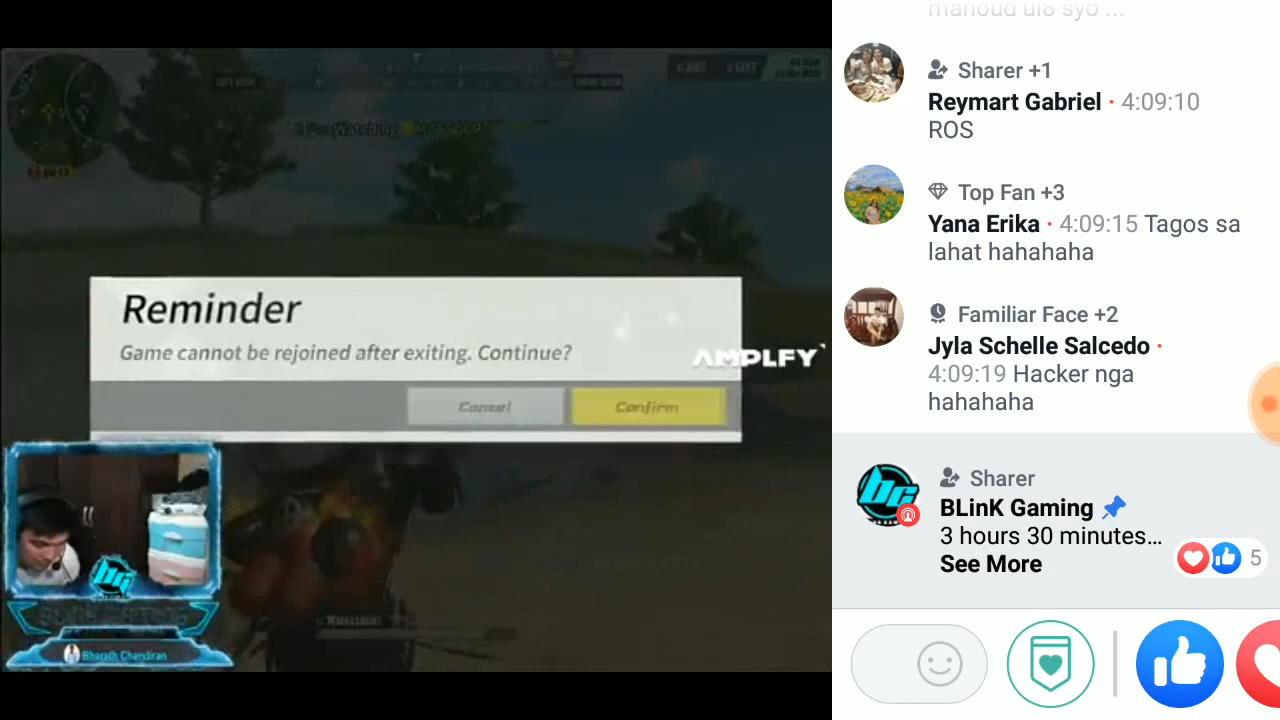 Reminder
Game cannot be rejoined after exiting. Continue?
Cancel
Confirm
AMPLFY
Bharath Chandiran
Sharer +1
Reymart Gabriel · 4:09:10
ROS
Top Fan +3
Yana Erika · 4:09:15 Tagos sa
lahat hahahaha
Familiar Face +2
Jyla Schelle Salcedo ·
4:09:19 Hacker nga
hahahaha
Sharer
BLinK Gaming
3 hours 30 minutes...
See More
5